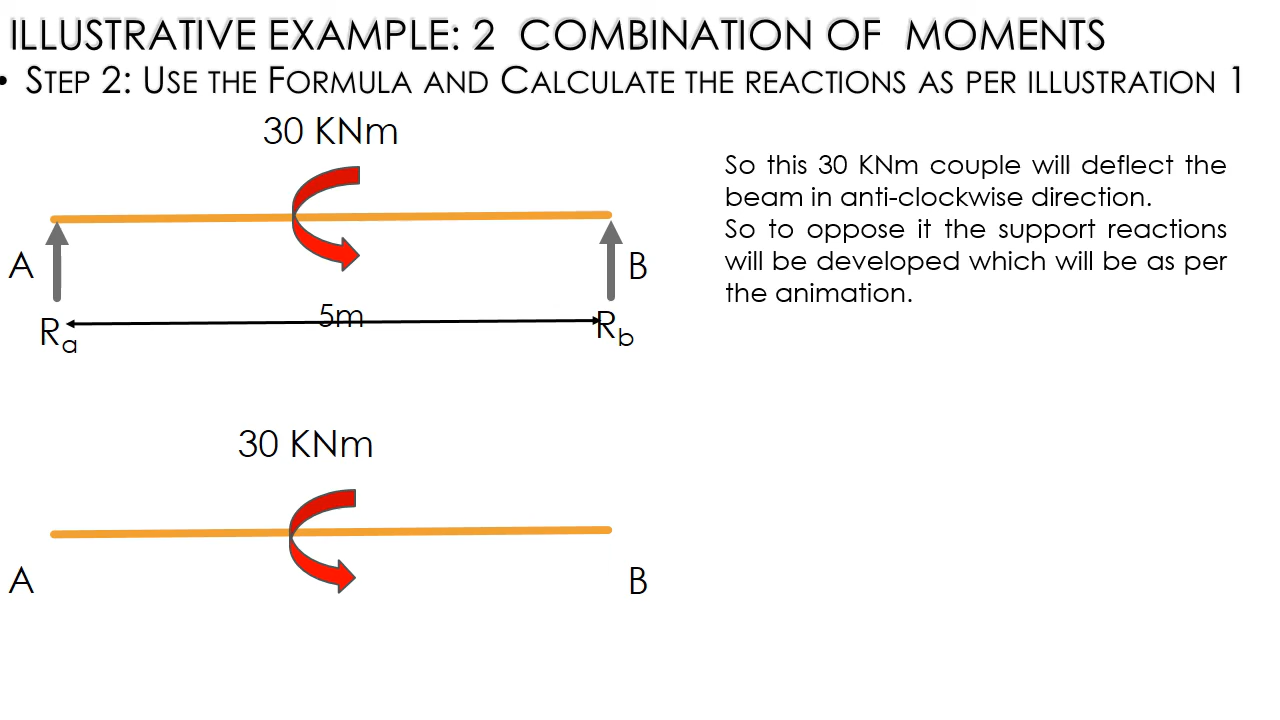 ILLUSTRATIVE EXAMPLE: 2 COMBINATION OF MOMENTS
• STEP 2: USE THE FORMULA AND CALCULATE THE REACTIONS AS PER ILLUSTRATION 1
30 KNm
So this 30 KNm couple will deflect the
beam in anti-clockwise direction.
So to oppose it the support reactions
will be developed which will be as per
the animation.
A
B
5m
Ra
Rb
30 KNm
A
B